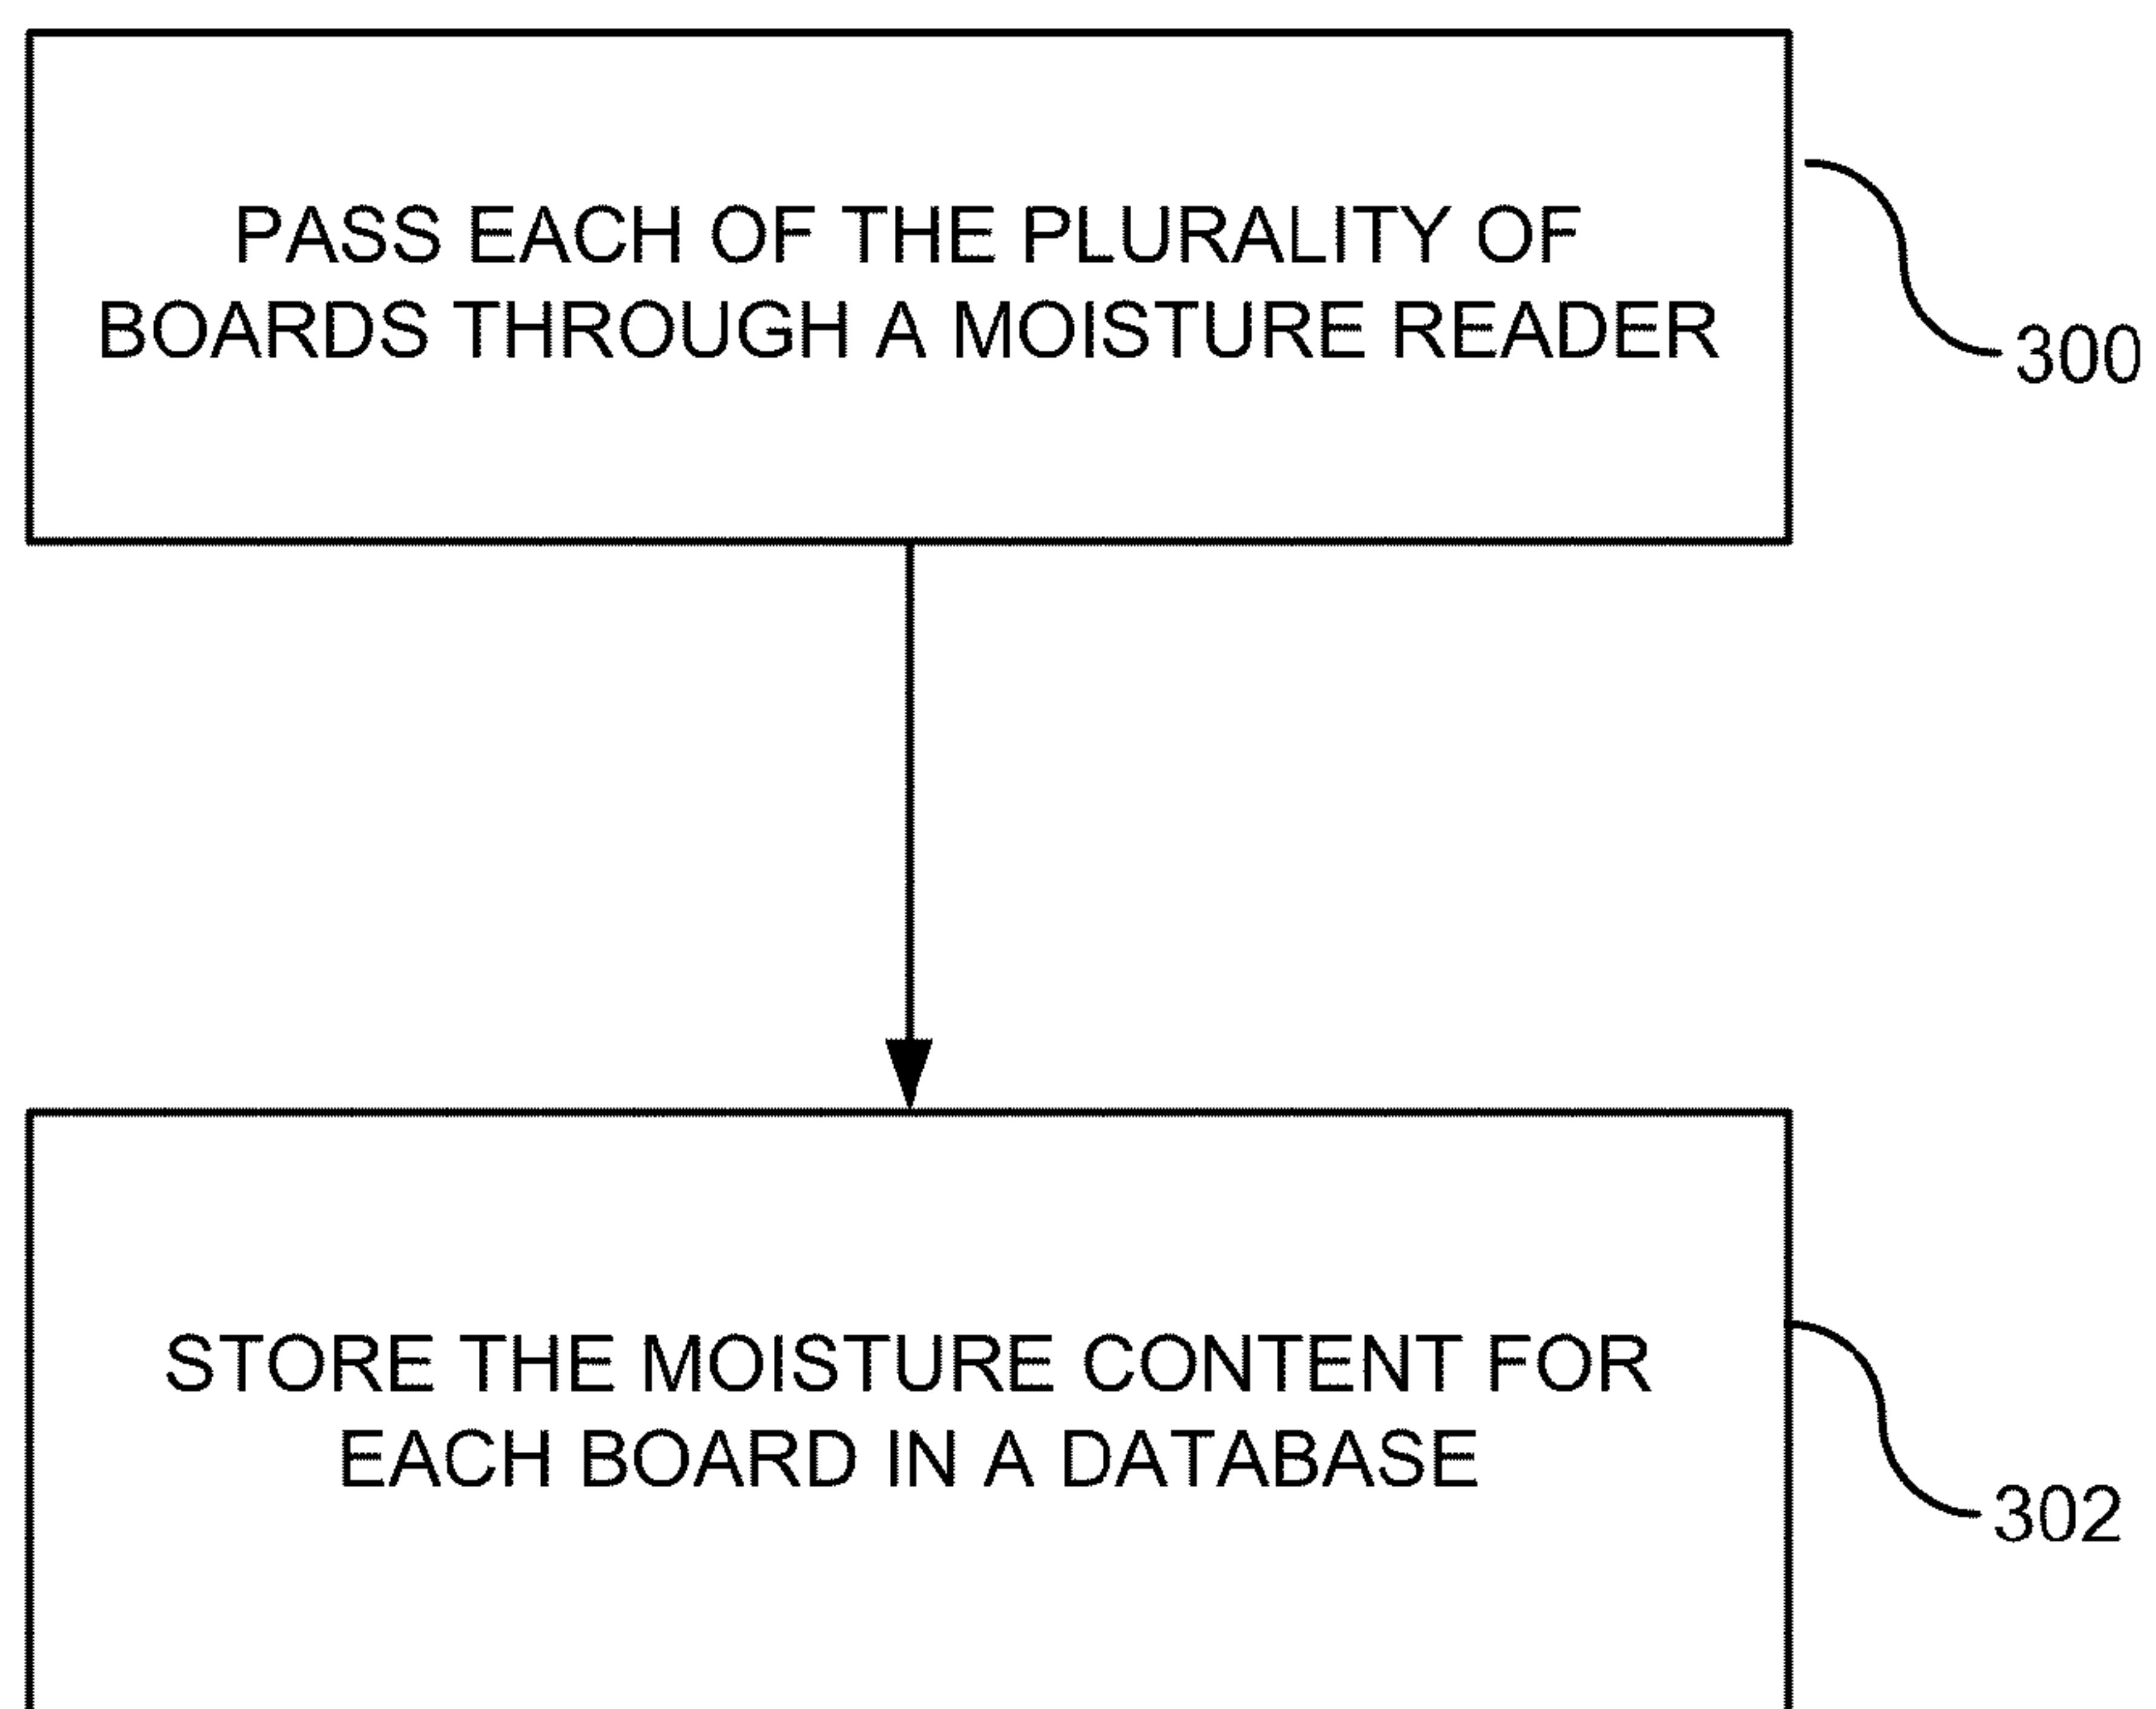 PASS EACH OF THE PLURALITY OF
BOARDS THROUGH A MOISTURE READER
300
STORE THE MOISTURE CONTENT FOR
EACH BOARD IN A DATABASE
302